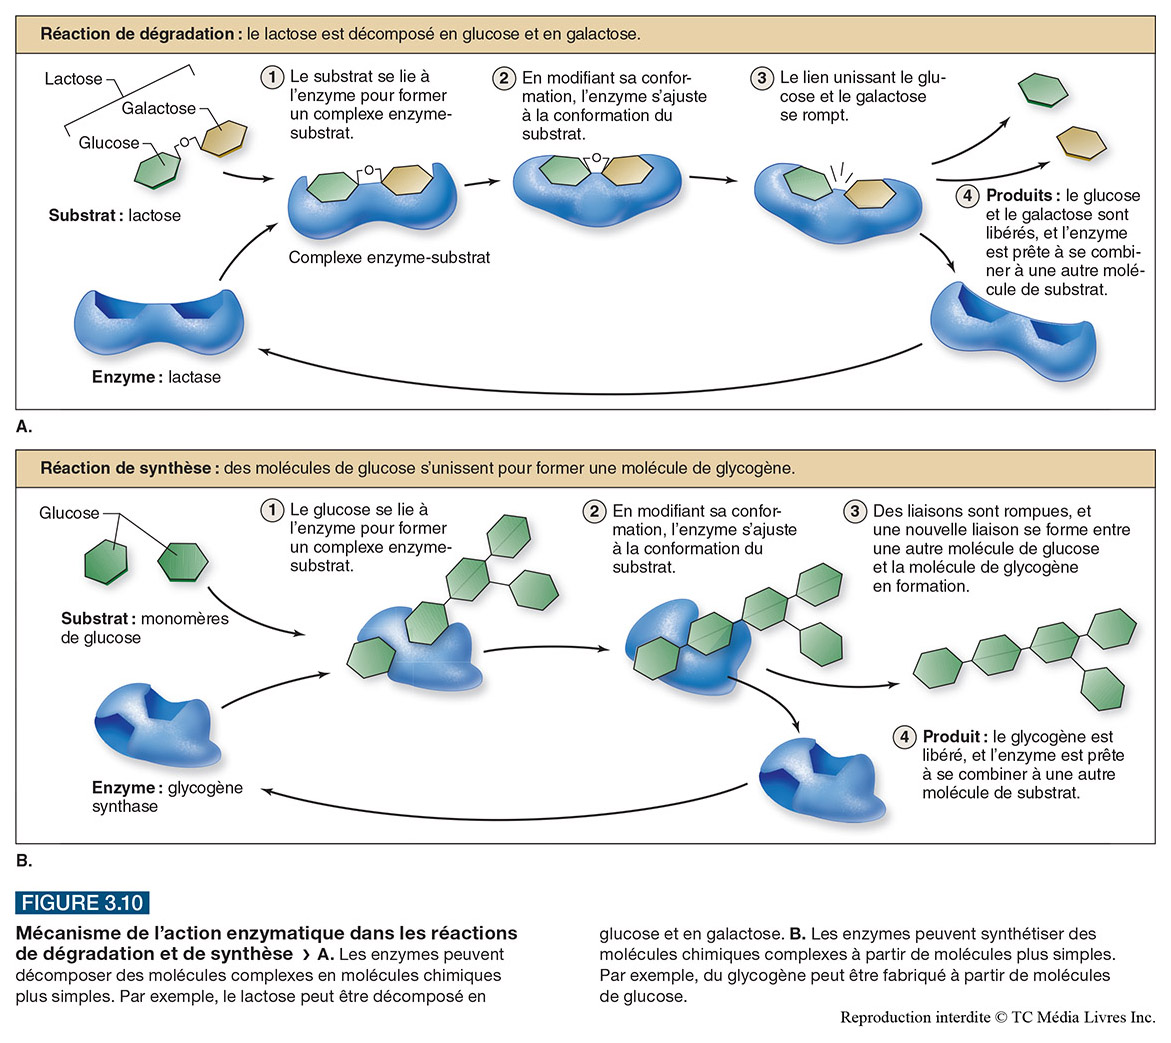 Réaction de dégradation : le lactose est décomposé en glucose et en galactose.
Lactose
Galactose
Glucose
O
Substrat : lactose
1 Le substrat se lie à
l’enzyme pour former
un complexe enzyme-
substrat.
O
Complexe enzyme-substrat
2 En modifiant sa confor-
mation, l’enzyme s’ajuste
à la conformation du
substrat.
O
3 Le lien unissant le glu-
cose et le galactose
se rompt.
4 Produits : le glucose
et le galactose sont
libérés, et l’enzyme
est prête à se combi-
ner à une autre molé-
cule de substrat.
Enzyme : lactase
A.
Réaction de synthèse : des molécules de glucose s’unissent pour former une molécule de glycogène.
Glucose
Substrat : monomères
de glucose
1 Le glucose se lie à
l’enzyme pour former
un complexe enzyme-
substrat.
2 En modifiant sa confor-
mation, l’enzyme s’ajuste
à la conformation du
substrat.
3 Des liaisons sont rompues, et
une nouvelle liaison se forme entre
une autre molécule de glucose
et la molécule de glycogène
en formation.
4 Produit : le glycogène est
libéré, et l’enzyme est prête
à se combiner à une autre
molécule de substrat.
Enzyme : glycogène
synthase
B.
FIGURE 3.10
Mécanisme de l’action enzymatique dans les réactions
de dégradation et de synthèse › A. Les enzymes peuvent
décomposer des molécules complexes en molécules chimiques
plus simples. Par exemple, le lactose peut être décomposé en
glucose et en galactose. B. Les enzymes peuvent synthétiser des
molécules chimiques complexes à partir de molécules plus simples.
Par exemple, du glycogène peut être fabriqué à partir de molécules
de glucose.
Reproduction interdite © TC Média Livres Inc.